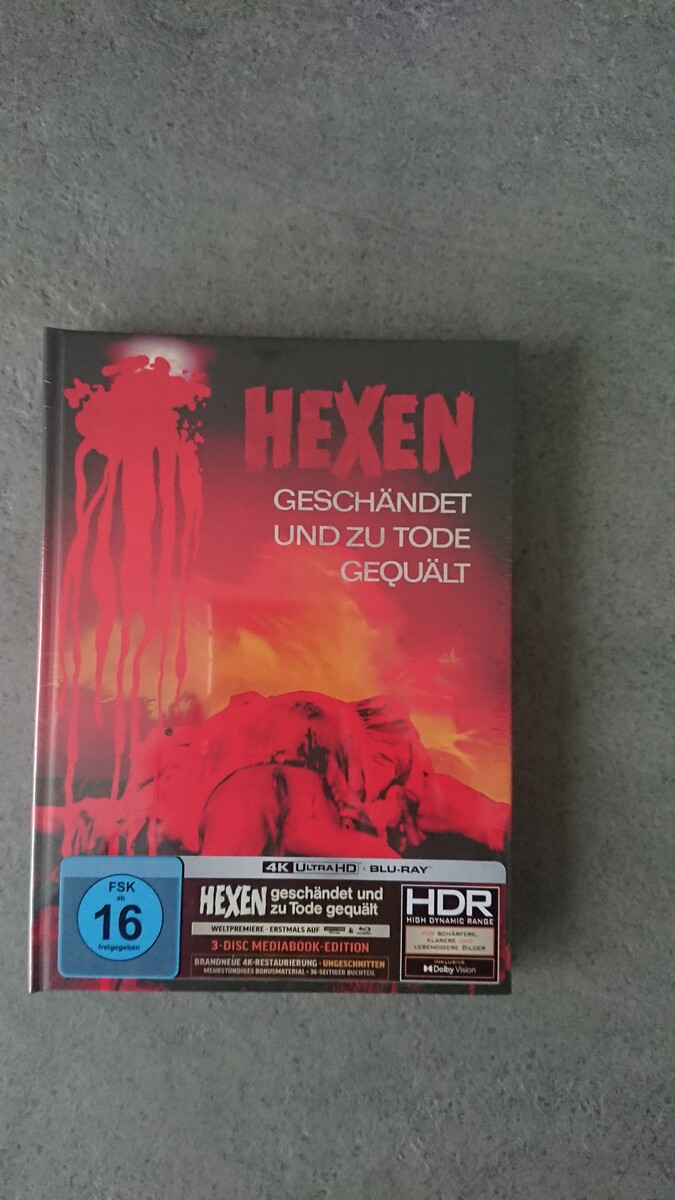 HEXEN
GESCHÄNDET
UND ZU TODE
GEQUÄLT
4K ULTRA HD · BLU-RAY
FSK
ab
16
freigegeben
HEXEN geschändet und
zu Tode gequält
WELTPREMIERE · ERSTMALS AUF &
3-DISC MEDIABOOK-EDITION
BRANDNEUE 4K-RESTAURIERUNG · UNGESCHNITTEN
MEHRSTÜNDIGES BONUSMATERIAL · 36-SEITIGER BUCHTEIL
HDR
HIGH DYNAMIC RANGE
FÜR SCHÄRFERE,
KLARERE UND
LEBENDIGERE BILDER
INKLUSIVE
Dolby Vision